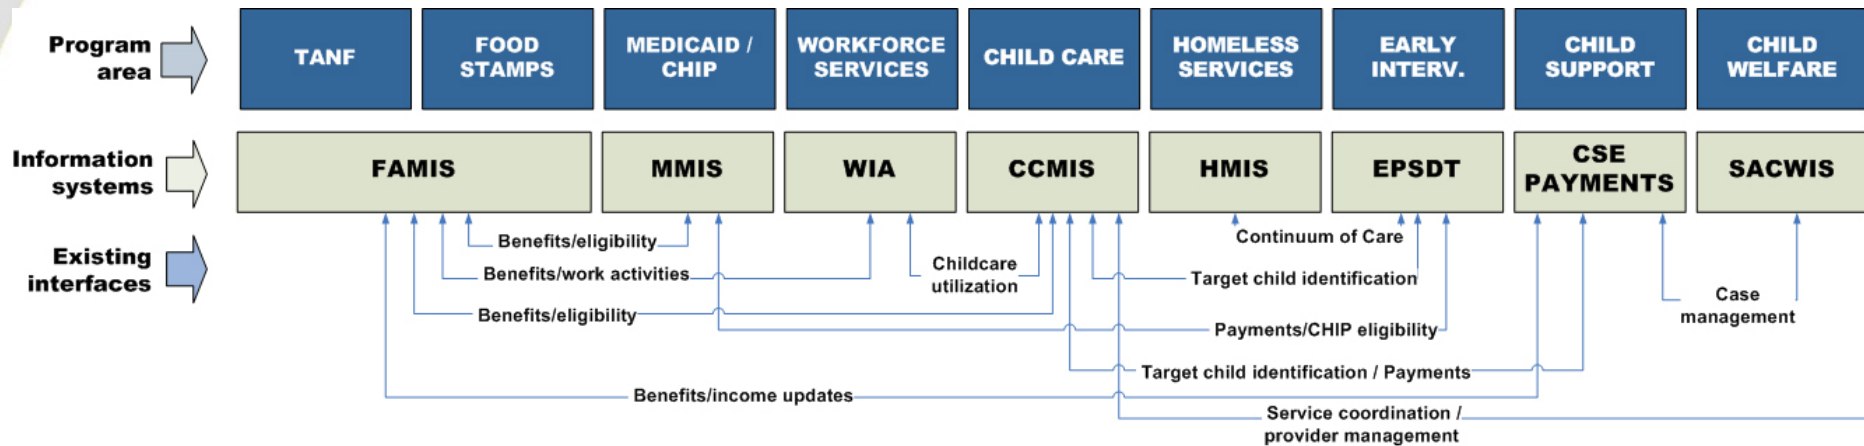 Program
area
TANF
FOOD
STAMPS
MEDICAID /
CHIP
WORKFORCE
SERVICES
CHILD CARE
HOMELESS
SERVICES
EARLY
INTERV.
CHILD
SUPPORT
CHILD
WELFARE
Information
systems
FAMIS
MMIS
WIA
CCMIS
HMIS
EPSDT
CSE
PAYMENTS
SACWIS
Existing
interfaces
Benefits/eligibility
Continuum of Care
Benefits/work activities
Childcare
utilization
Target child identification
Case
management
Benefits/eligibility
Payments/CHIP eligibility
Target child identification / Payments
Benefits/income updates
Service coordination /
provider management